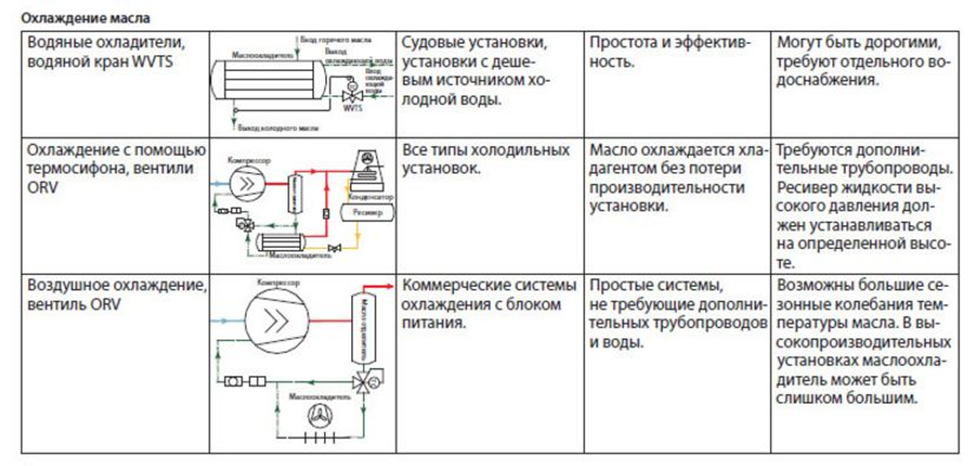 Охлаждение масла
Водяные охладители,
водяной кран WVTS
Вход горячего масла
Маслоохладитель
Выход
охлаждающей воды
Вход
охлажда-
ющей
воды
WVTS
Выход холодного масла
Судовые установки,
установки с деше-
вым источником хо-
лодной воды.
Простота и эффектив-
ность.
Могут быть дорогими,
требуют отдельного во-
доснабжения.
Охлаждение с помощью
термосифона, вентили
ORV
Компрессор
Конденсатор
Ресивер
Маслоохладитель
Все типы холодильных
установок.
Масло охлаждается хла-
дагентом без потери
производительности
установки.
Требуются дополни-
тельные трубопроводы.
Ресивер жидкости вы-
сокого давления дол-
жен устанавливаться
на определенной высо-
те.
Воздушное охлаждение,
вентиль ORV
Компрессор
Маслоотделитель
Маслоохладитель
Коммерческие системы
охлаждения с блоком
питания.
Простые системы,
не требующие дополни-
тельных трубопроводов
и воды.
Возможны большие се-
зонные колебания тем-
пературы масла. В вы-
сокопроизводительных
установках маслоохла-
дитель может быть
слишком большим.